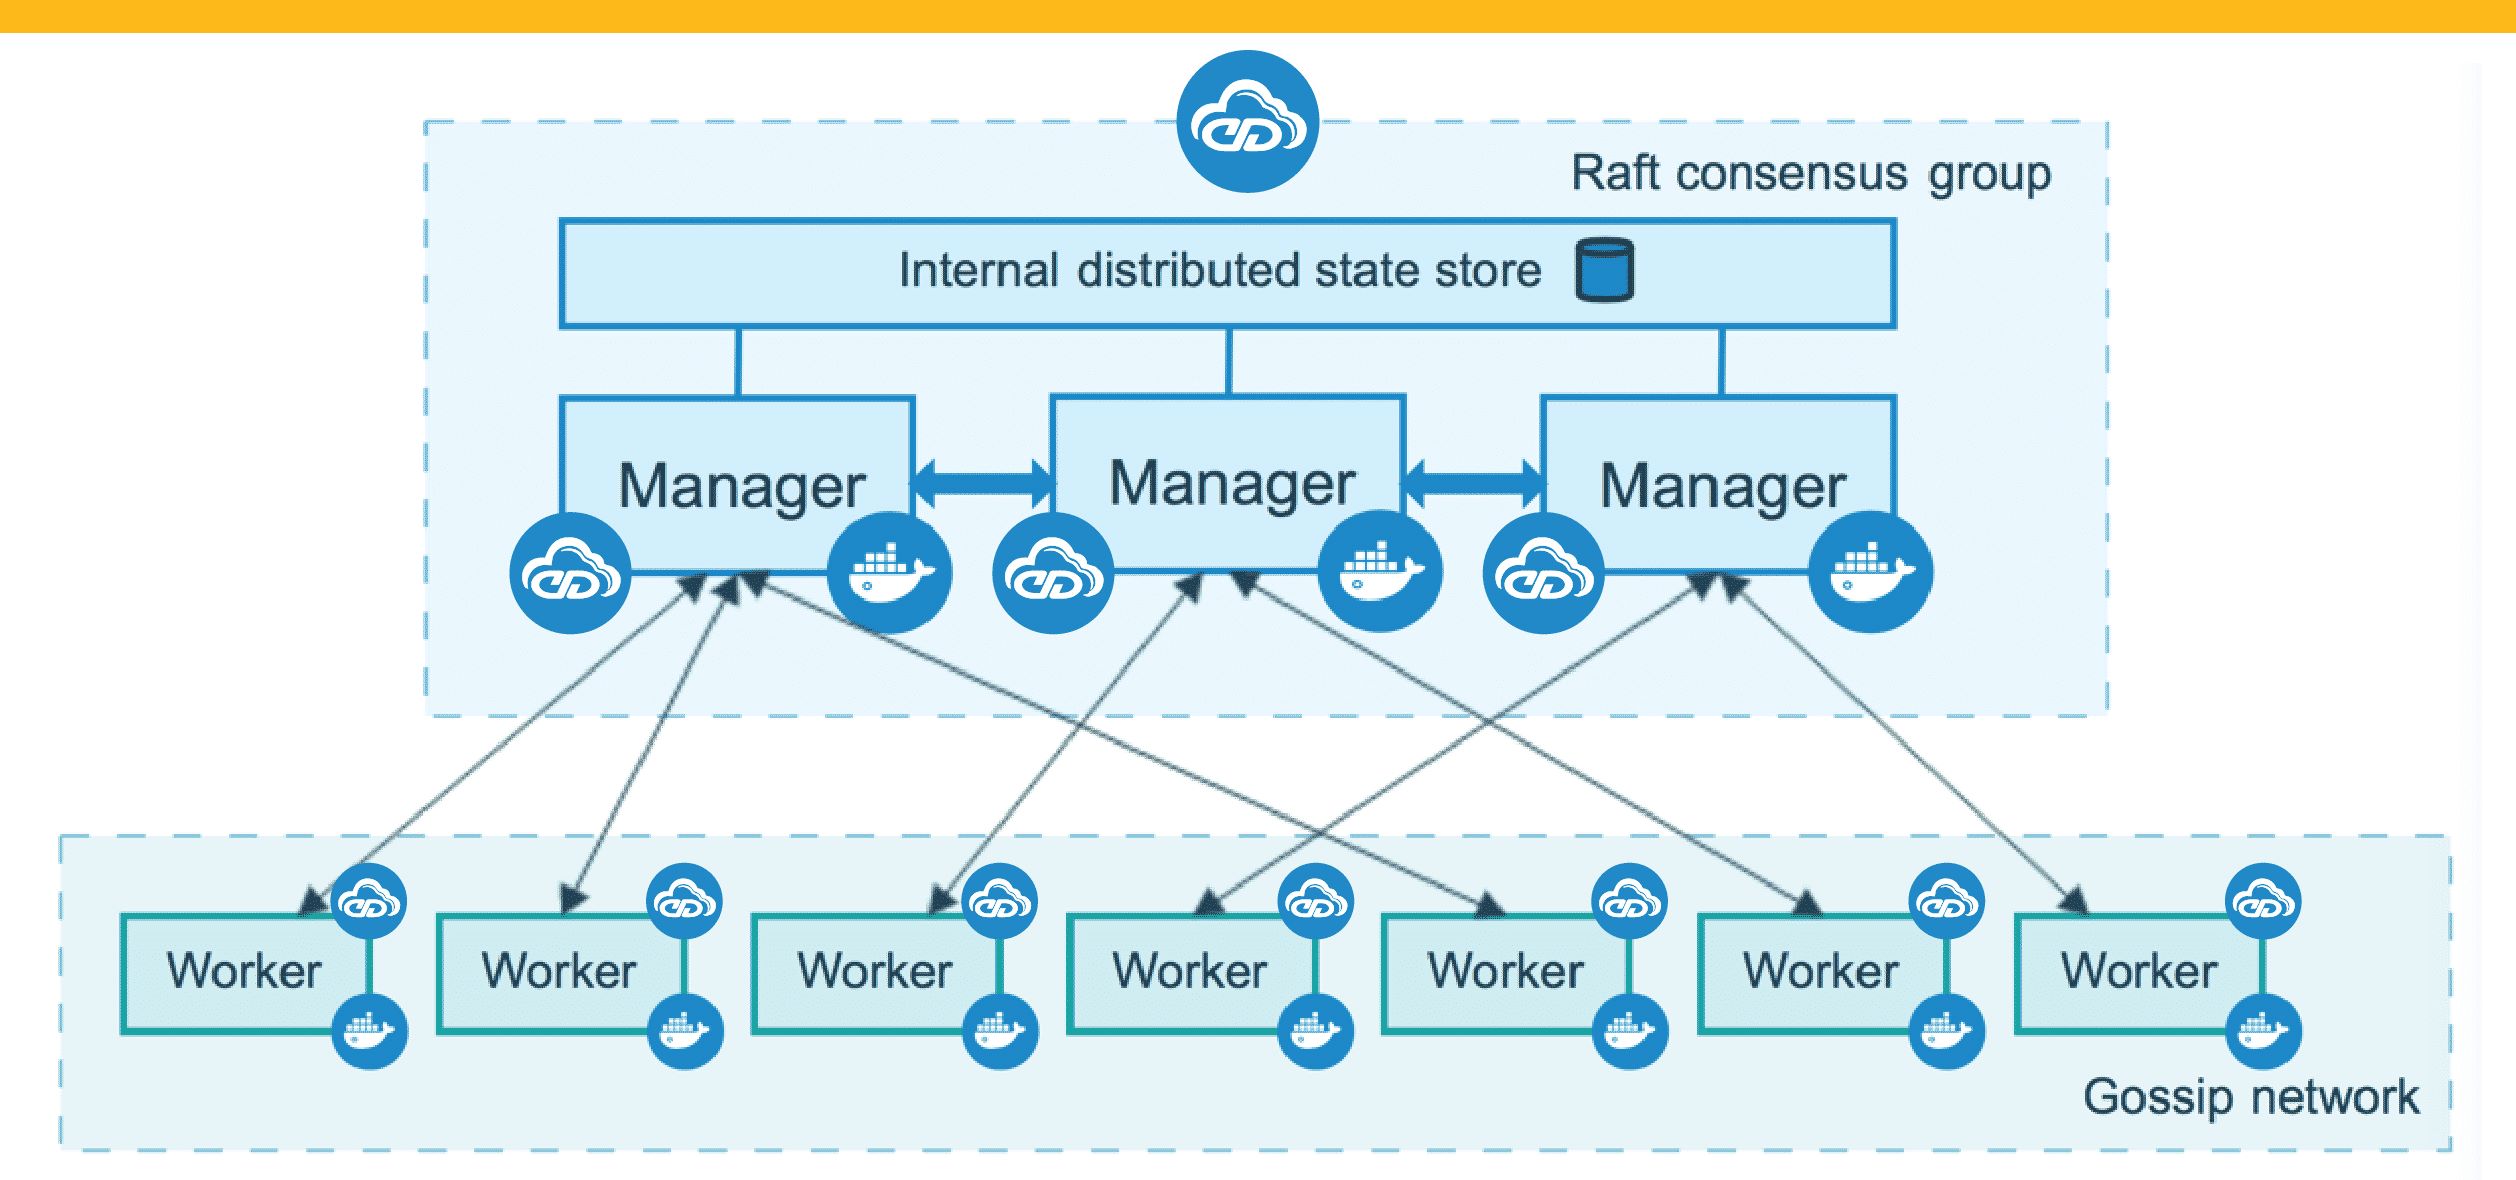 Raft consensus group
Internal distributed state store
Manager
Manager
Manager
Worker
Worker
Worker
Worker
Worker
Worker
Worker
Gossip network